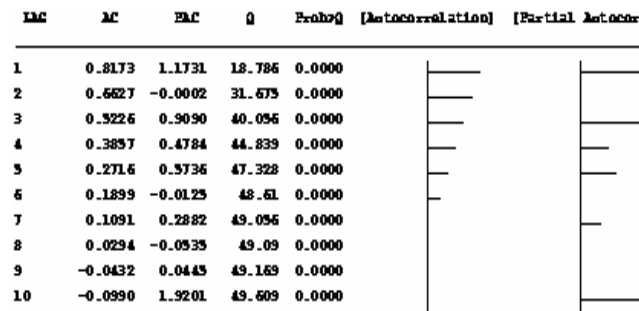 LAG AC PAC Q Prob>Q [Autocorrelation] [Partial Autocor
1 0.8173 1.1731 18.786 0.0000
2 0.6627 -0.0002 31.675 0.0000
3 0.5226 0.9090 40.056 0.0000
4 0.3857 0.4784 44.839 0.0000
5 0.2716 0.5736 47.328 0.0000
6 0.1899 -0.0125 48.61 0.0000
7 0.1091 0.2882 49.056 0.0000
8 0.0294 -0.0535 49.09 0.0000
9 -0.0432 0.0445 49.169 0.0000
10 -0.0990 1.9201 49.609 0.0000